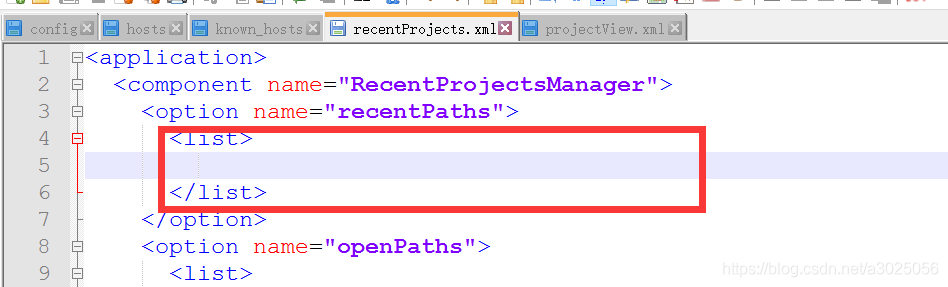 config hosts known_hosts recentProjects.xml projectView.xml
1 <application>
2 <component name="RecentProjectsManager">
3 <option name="recentPaths">
4 <list>
5
6 </list>
7 </option>
8 <option name="openPaths">
9 <list>
https://blog.csdn.net/a3025056